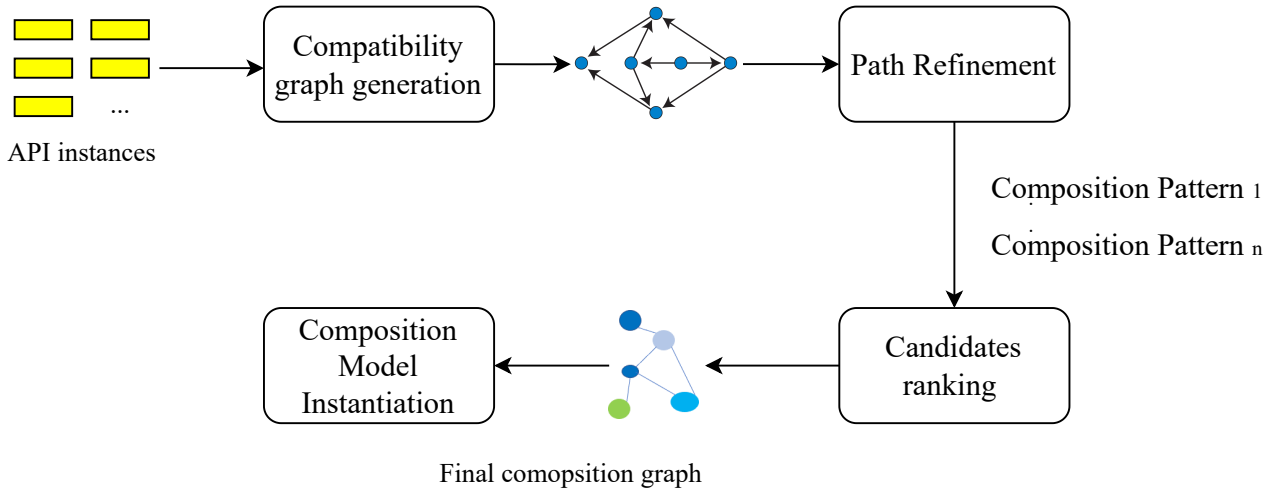 ...
API instances
Compatibility
graph generation
Path Refinement
Composition Pattern 1
.
.
Composition Pattern n
Candidates
ranking
Composition
Model
Instantiation
Final comopsition graph